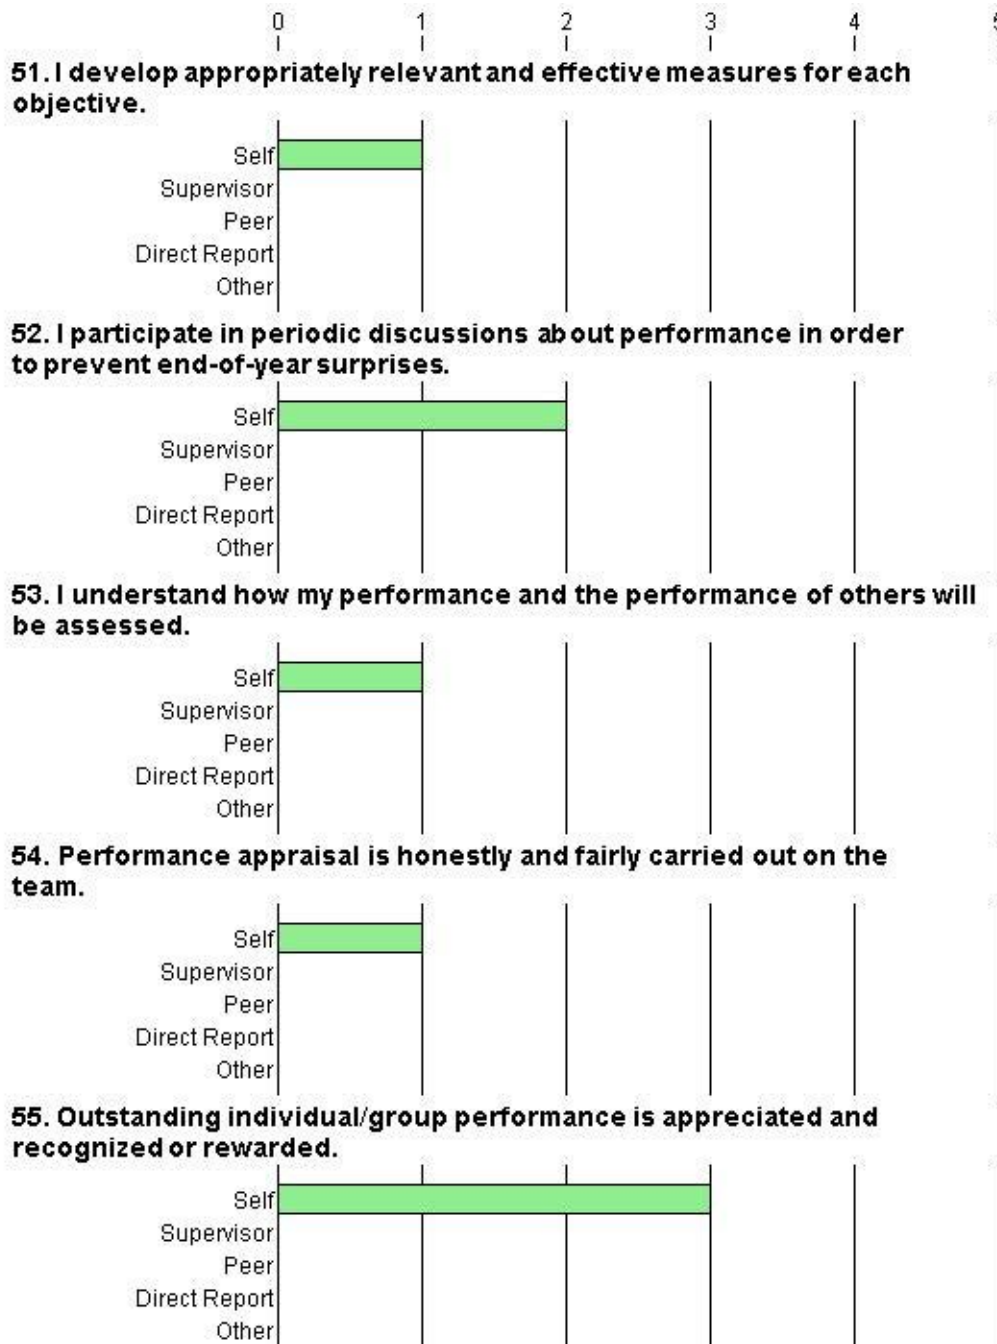 0 1 2 3 4 5
51. I develop appropriately relevant and effective measures for each
objective.
Self
Supervisor
Peer
Direct Report
Other
52. I participate in periodic discussions about performance in order
to prevent end-of-year surprises.
Self
Supervisor
Peer
Direct Report
Other
53. I understand how my performance and the performance of others will
be assessed.
Self
Supervisor
Peer
Direct Report
Other
54. Performance appraisal is honestly and fairly carried out on the
team.
Self
Supervisor
Peer
Direct Report
Other
55. Outstanding individual/group performance is appreciated and
recognized or rewarded.
Self
Supervisor
Peer
Direct Report
Other